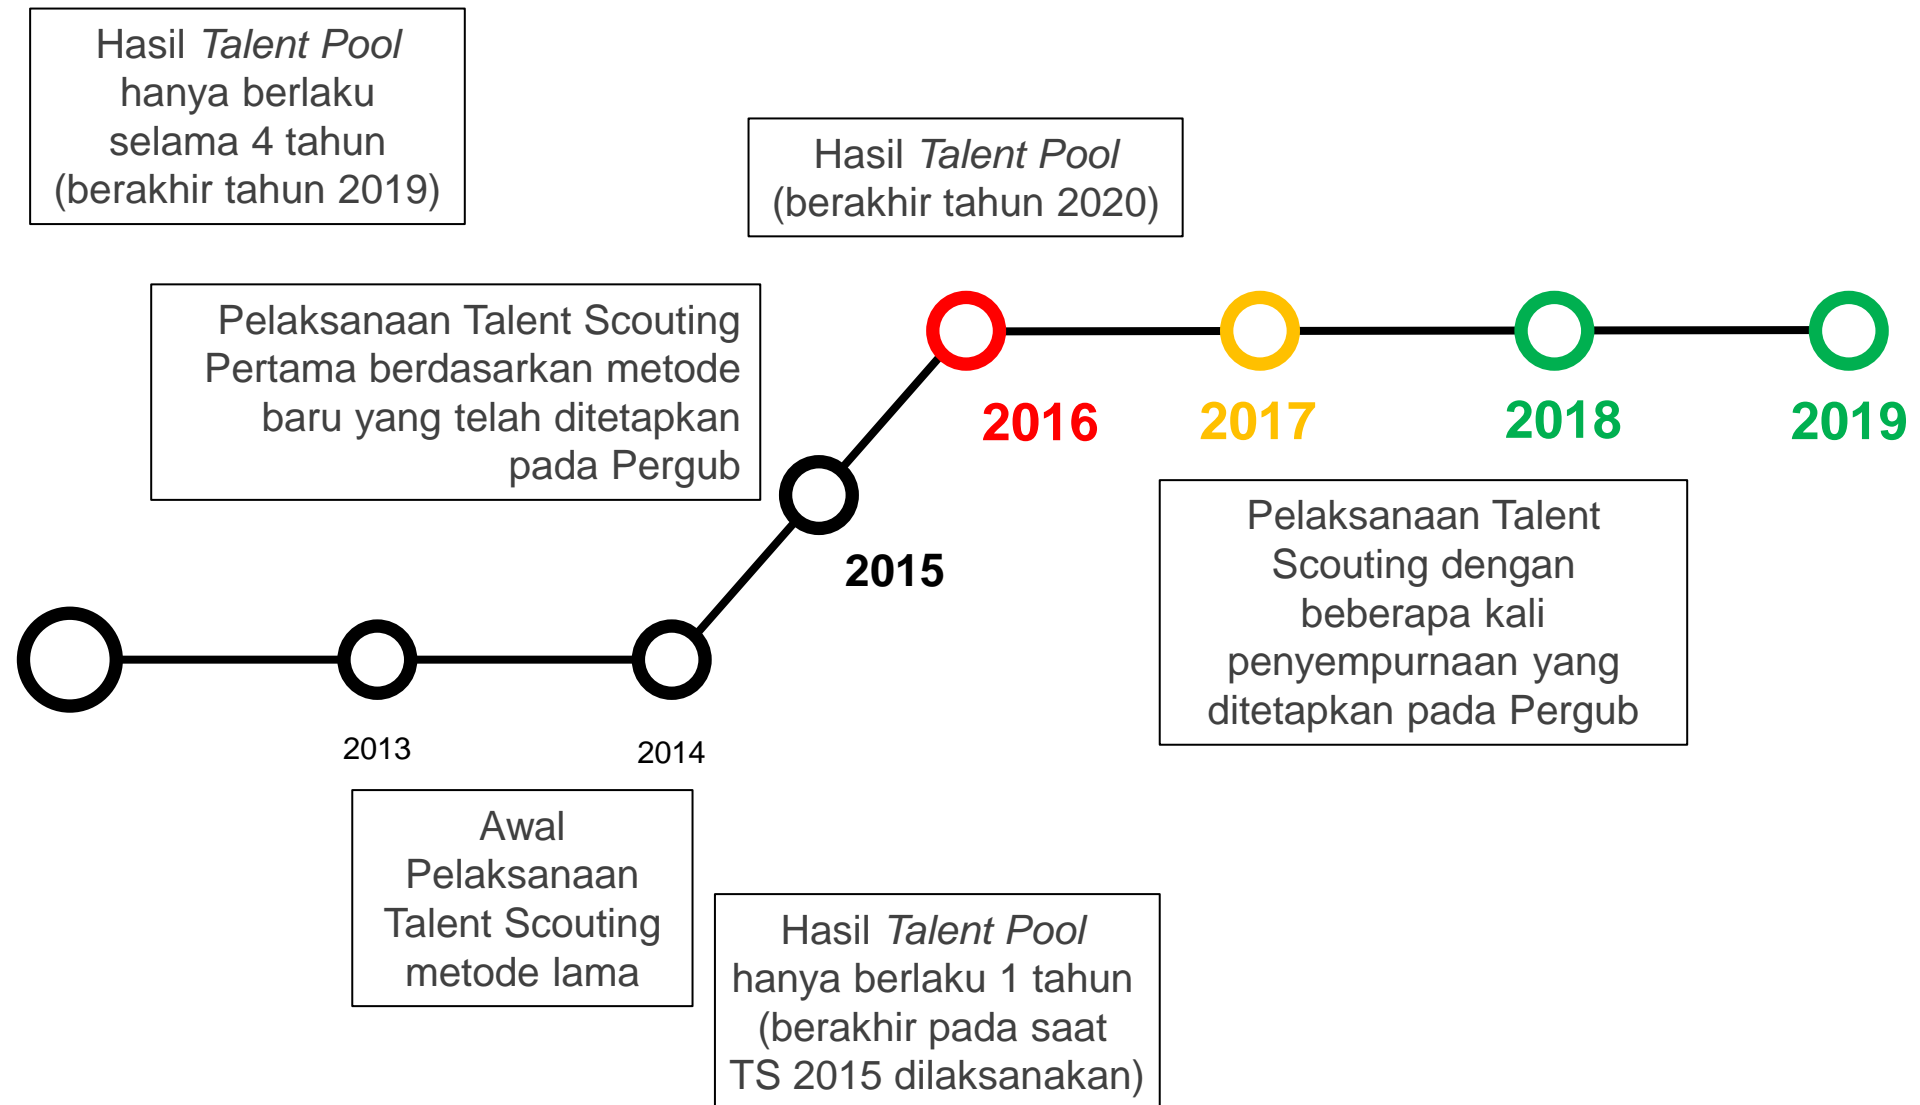 Hasil Talent Pool
hanya berlaku
selama 4 tahun
(berakhir tahun 2019)
Hasil Talent Pool
(berakhir tahun 2020)
Pelaksanaan Talent Scouting
Pertama berdasarkan metode
baru yang telah ditetapkan
pada Pergub
2016
2017
2018
2019
2015
Pelaksanaan Talent
Scouting dengan
beberapa kali
penyempurnaan yang
ditetapkan pada Pergub
2013
2014
Awal
Pelaksanaan
Talent Scouting
metode lama
Hasil Talent Pool
hanya berlaku 1 tahun
(berakhir pada saat
TS 2015 dilaksanakan)